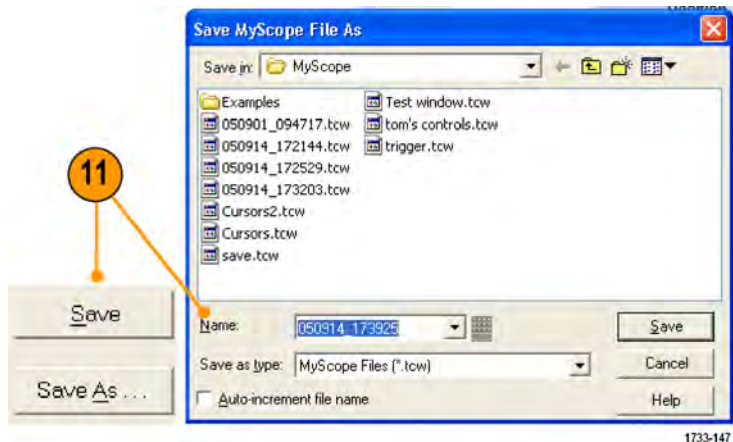 Save MyScope File As
Save in: MyScope
Examples
050901_094717.tcw
050914_172144.tcw
050914_172529.tcw
050914_173203.tcw
Cursors2.tcw
Cursors.tcw
save.tcw
Test window.tcw
tom's controls.tcw
trigger.tcw
11
Save
Save As ...
Name: 050914_173925
Save
Save as type: MyScope Files (*.tcw)
Cancel
Auto-increment file name
Help
1733-147